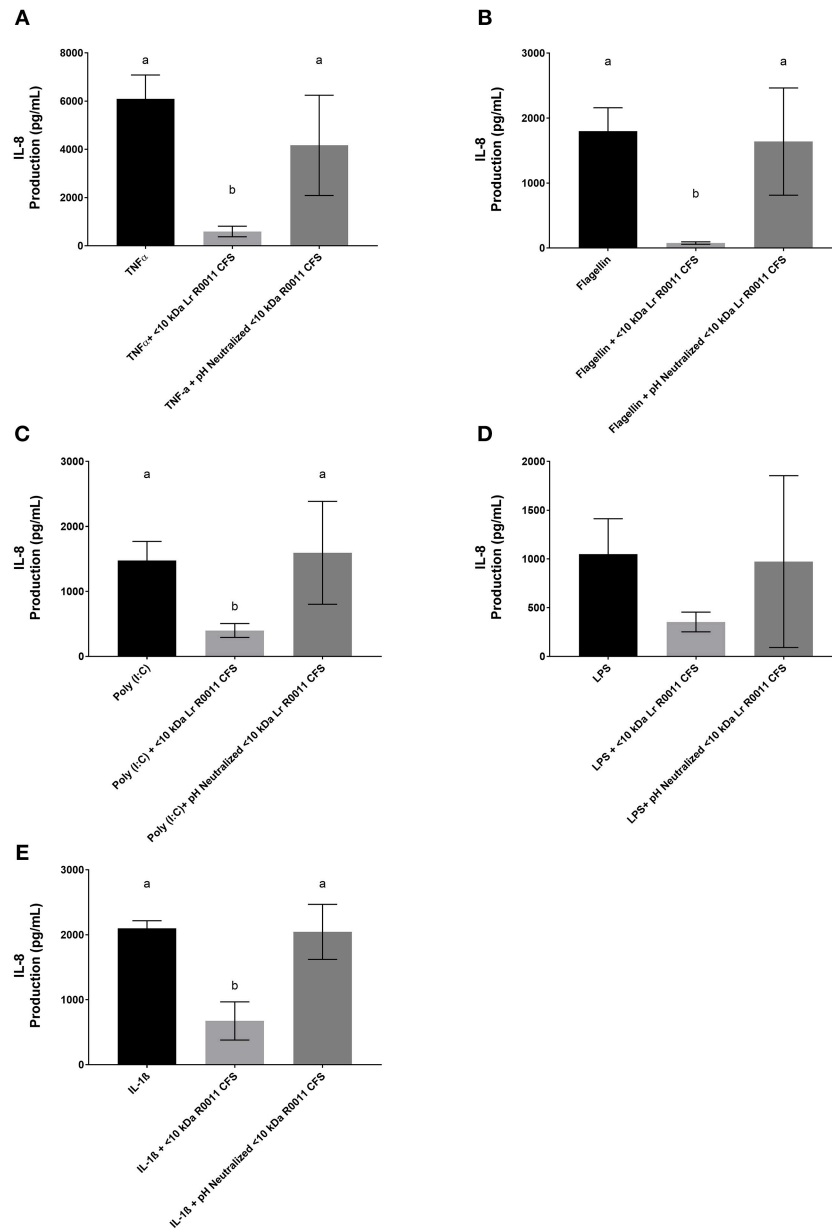 A
IL-8
Production (pg/mL)
8000
6000
4000
2000
0
a
b
a
TNFα
TNFα+ <10 kDa Lr R0011 CFS
TNF-a + pH Neutralized <10 kDa R0011 CFS
B
IL-8
Production (pg/mL)
2500
2000
1500
1000
500
0
a
b
a
Flagellin
Flagellin + <10 kDa Lr R0011 CFS
Flagellin + pH Neutralized <10 kDa R0011 CFS
C
IL-8
Production (pg/mL)
3000
2000
1000
0
a
b
a
Poly (I:C)
Poly (I:C) + <10 kDa Lr R0011 CFS
Poly (I:C)+ pH Neutralized <10 kDa Lr R0011 CFS
D
IL-8
Production (pg/mL)
2000
1500
1000
500
0
LPS
LPS + <10 kDa Lr R0011 CFS
LPS+ pH Neutralized <10 kDa Lr R0011 CFS
E
IL-8
Production (pg/mL)
3000
2000
1000
0
a
b
a
IL-1ß
IL-1ß + <10 kDa R0011 CFS
IL-1ß + pH Neutralized <10 kDa R0011 CFS